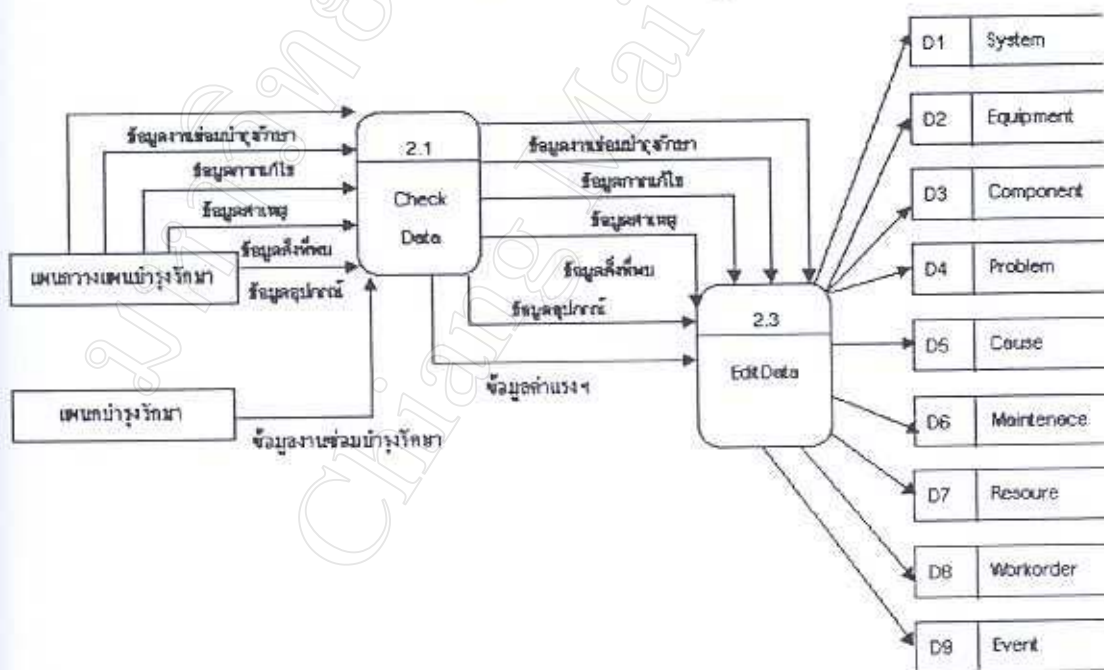 ข้อมูลงานซ่อมบำรุงรักษา
ข้อมูลการแก้ไข
ข้อมูลสาเหตุ
ข้อมูลสิ่งที่พบ
ข้อมูลอุปกรณ์
แผนกวางแผนบำรุงรักษา
แผนกบำรุงรักษา
ข้อมูลงานซ่อมบำรุงรักษา
2.1
Check
Data
ข้อมูลงานซ่อมบำรุงรักษา
ข้อมูลการแก้ไข
ข้อมูลสาเหตุ
ข้อมูลสิ่งที่พบ
ข้อมูลอุปกรณ์
ข้อมูลค่าแรงฯ
2.3
Edit Data
D1 System
D2 Equipment
D3 Component
D4 Problem
D5 Cause
D6 Maintenece
D7 Resoure
D8 Workorder
D9 Event
Chiang Mai